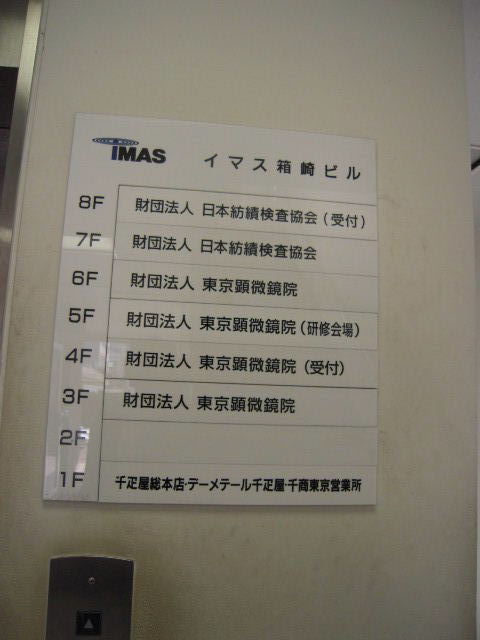 IMAS イマス箱崎ビル
8F 財団法人 日本紡績検査協会(受付)
7F 財団法人 日本紡績検査協会
6F 財団法人 東京顕微鏡院
5F 財団法人 東京顕微鏡院(研修会場)
4F 財団法人 東京顕微鏡院(受付)
3F 財団法人 東京顕微鏡院
2F
1F 千疋屋総本店・デーメテール千疋屋・千商東京営業所